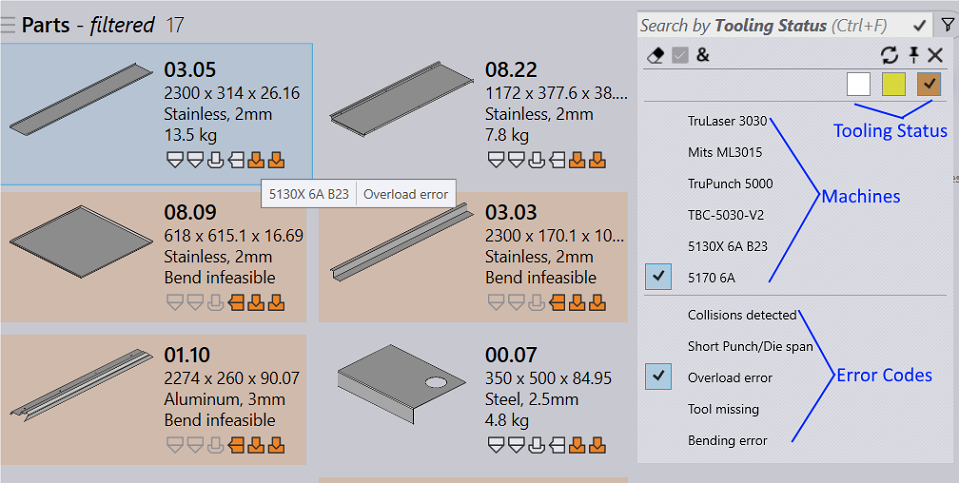 Parts - filtered 17
03.05
2300 x 314 x 26.16
Stainless, 2mm
13.5 kg
08.22
1172 x 377.6 x 38....
Stainless, 2mm
7.8 kg
5130X 6A B23 Overload error
08.09
618 x 615.1 x 16.69
Stainless, 2mm
Bend infeasible
03.03
2300 x 170.1 x 10...
Stainless, 2mm
Bend infeasible
01.10
2274 x 260 x 90.07
Aluminum, 3mm
Bend infeasible
00.07
350 x 500 x 84.95
Steel, 2.5mm
4.8 kg
Search by Tooling Status (Ctrl+F)
&
Tooling Status
TruLaser 3030
Mits ML3015
TruPunch 5000
TBC-5030-V2
5130X 6A B23
5170 6A
Machines
Collisions detected
Short Punch/Die span
Overload error
Tool missing
Bending error
Error Codes